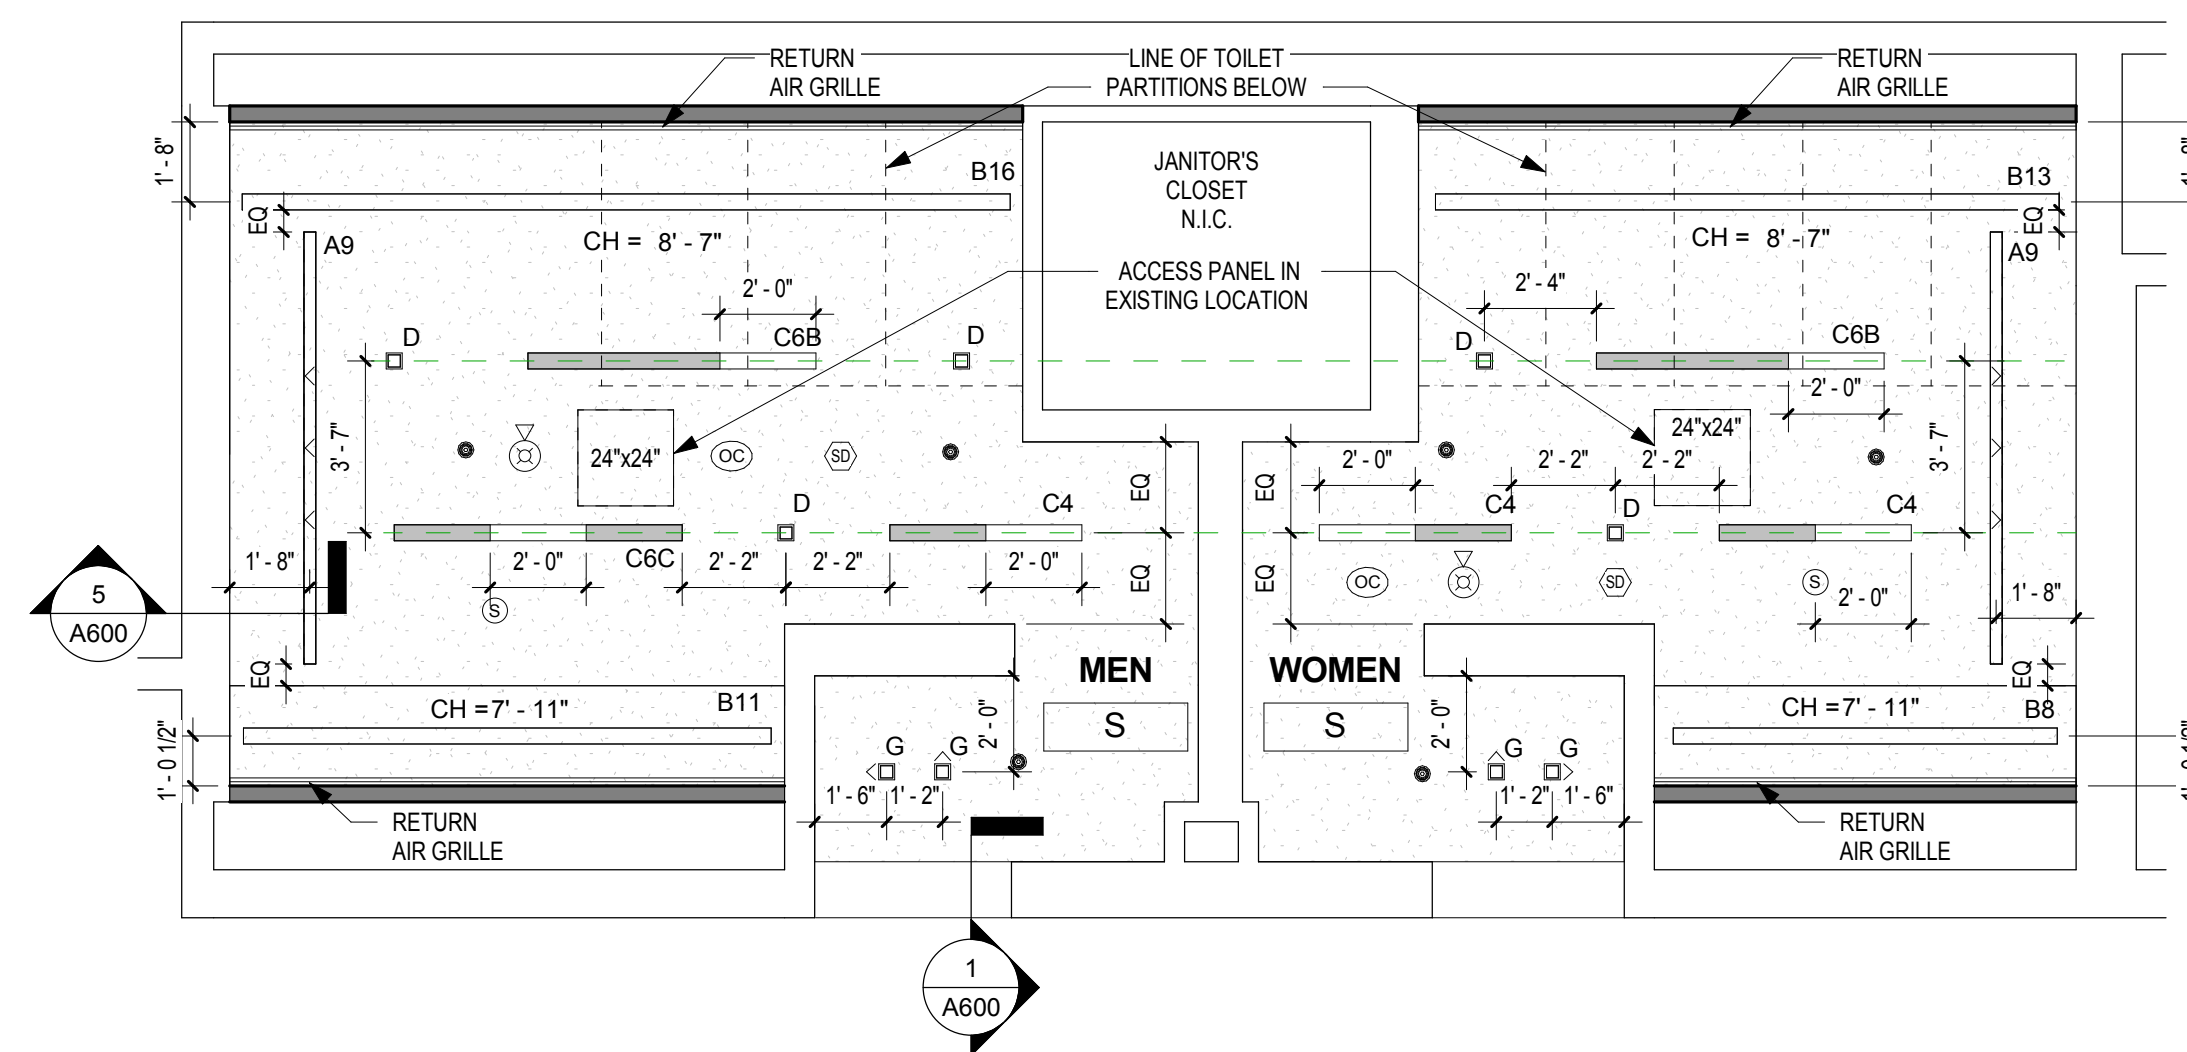 RETURN
AIR GRILLE
LINE OF TOILET
PARTITIONS BELOW
RETURN
AIR GRILLE
1' - 8"
B16
JANITOR'S
CLOSET
N.I.C.
B13
EQ
A9
CH = 8' - 7"
CH = 8' - 7"
EQ
A9
ACCESS PANEL IN
EXISTING LOCATION
2' - 0"
2' - 4"
D
C6B
D
D
C6B
2' - 0"
3' - 7"
24"x24"
OC
SD
EQ
EQ
2' - 0"
2' - 2"
24"x24"
2' - 2"
3' - 7"
D
C4
C4
D
C4
1' - 8"
2' - 0"
C6C
2' - 2"
2' - 2"
2' - 0"
EQ
EQ
OC
SD
S
2' - 0"
1' - 8"
S
5
A600
EQ
MEN
WOMEN
EQ
CH =7' - 11"
B11
S
S
CH =7' - 11"
B8
1' - 0 1/2"
G
G
2' - 0"
2' - 0"
G
G
1' - 6"
1' - 2"
1' - 2"
1' - 6"
RETURN
AIR GRILLE
RETURN
AIR GRILLE
1
A600